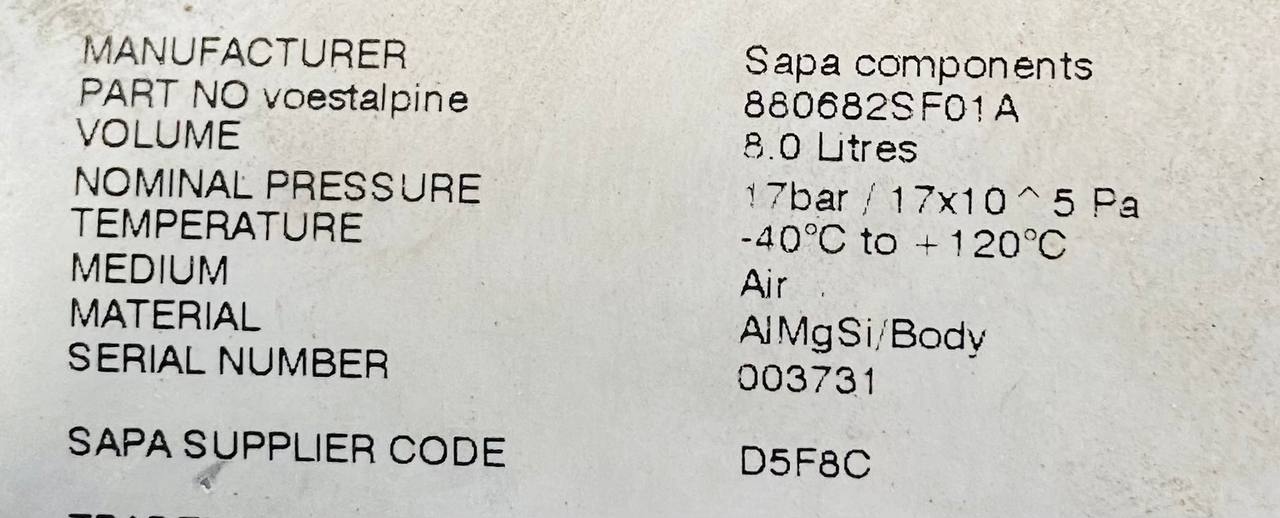 MANUFACTURER Sapa components
PART NO voestalpine 880682SF01A
VOLUME 8.0 Litres
NOMINAL PRESSURE 17bar / 17x10^5 Pa
TEMPERATURE -40°C to +120°C
MEDIUM Air
MATERIAL AlMgSi/Body
SERIAL NUMBER 003731
SAPA SUPPLIER CODE D5F8C